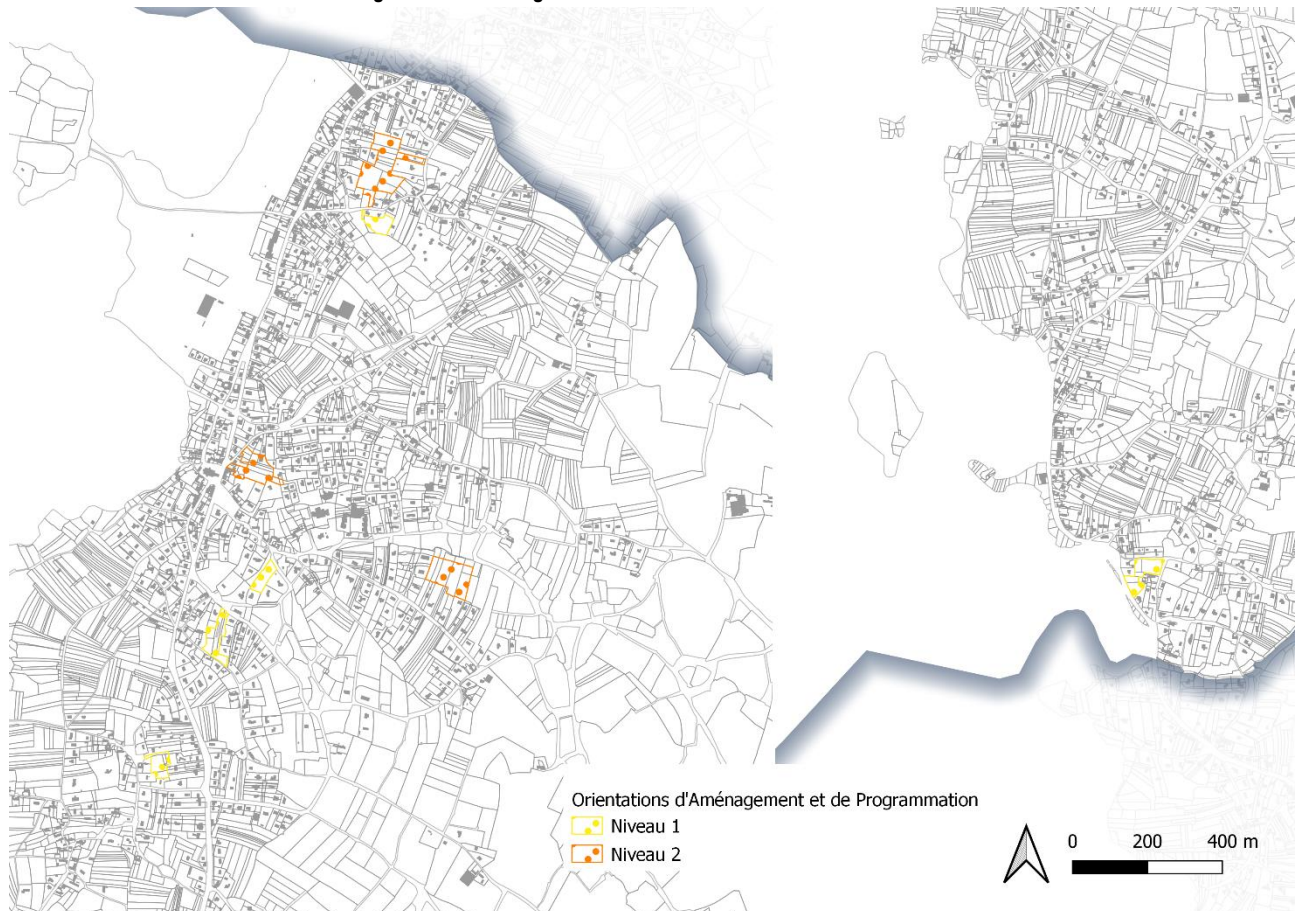 Orientations d'Aménagement et de Programmation
Niveau 1
Niveau 2
0 200 400 m